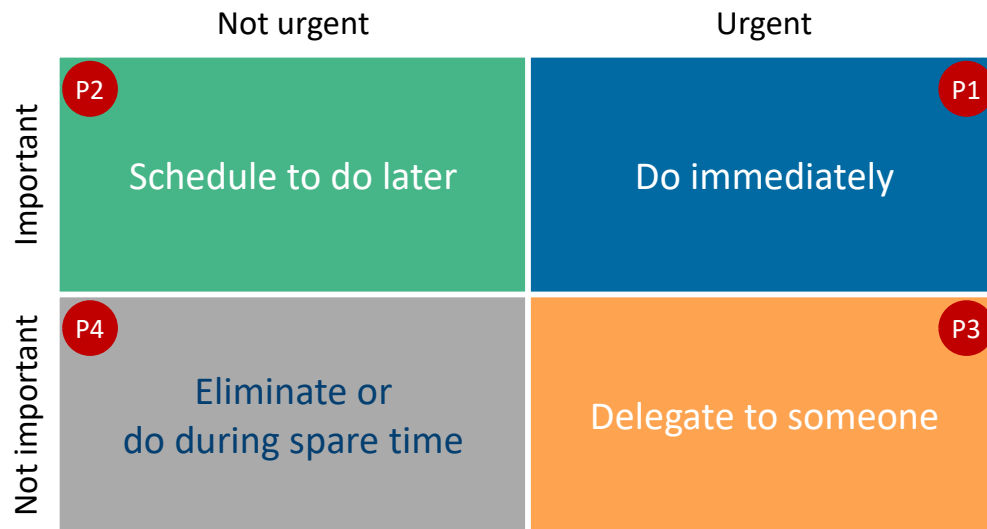 Not urgent
Urgent
Important
P2
Schedule to do later
P1
Do immediately
Not important
P4
Eliminate or
do during spare time
P3
Delegate to someone